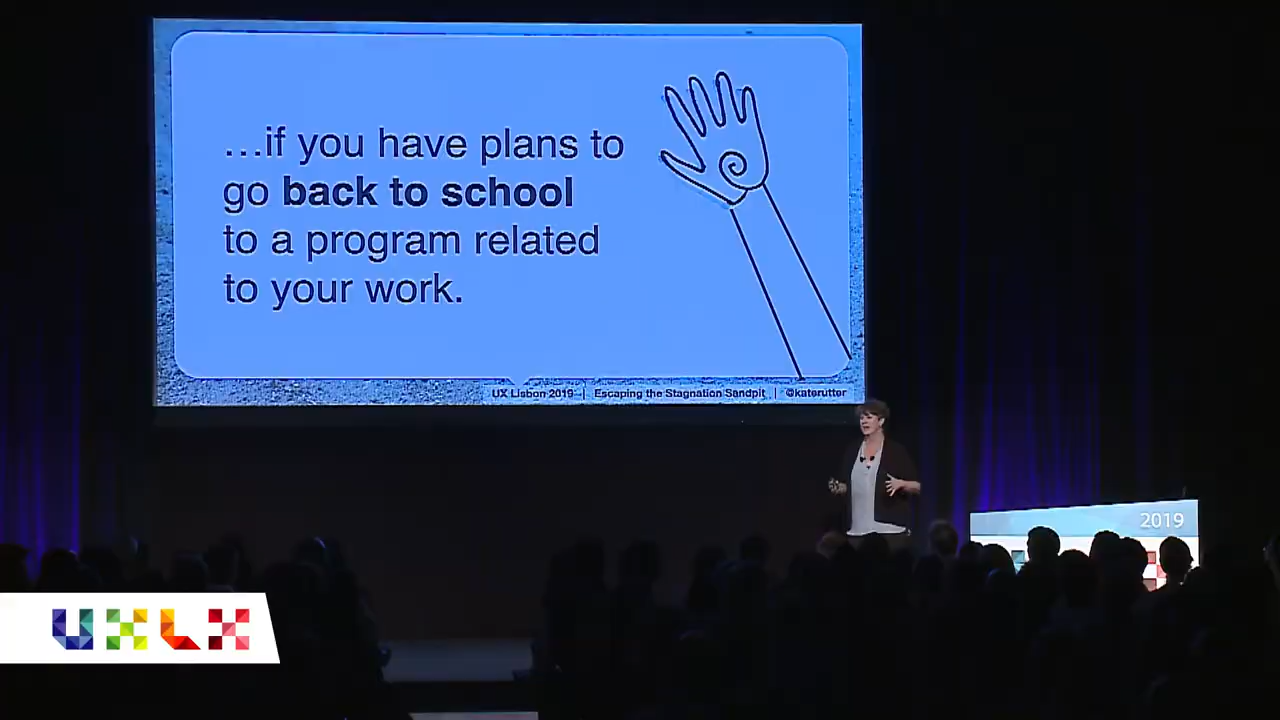 …if you have plans to
go back to school
to a program related
to your work.
UX Lisbon 2019 | Escaping the Stagnation Sandpit | @katerutter
2019
UXLX